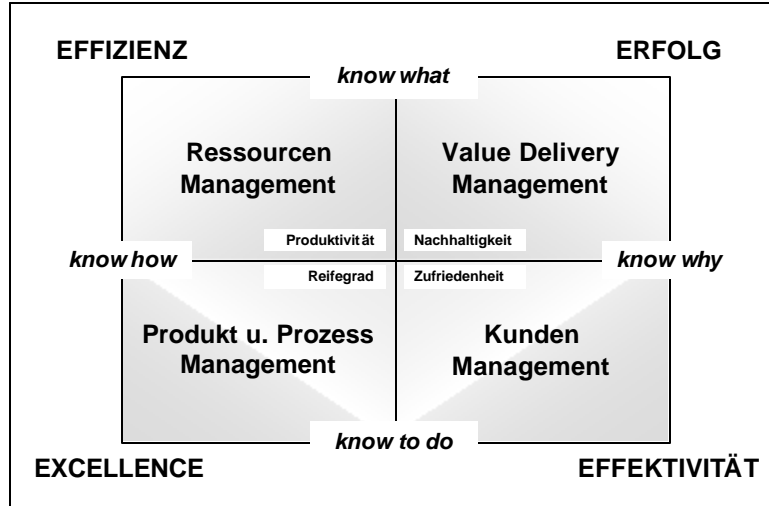 EFFIZIENZ
ERFOLG
know what
Ressourcen
Management
Value Delivery
Management
Produktivität
Nachhaltigkeit
know how
know why
Reifegrad
Zufriedenheit
Produkt u. Prozess
Management
Kunden
Management
know to do
EXCELLENCE
EFFEKTIVITÄT